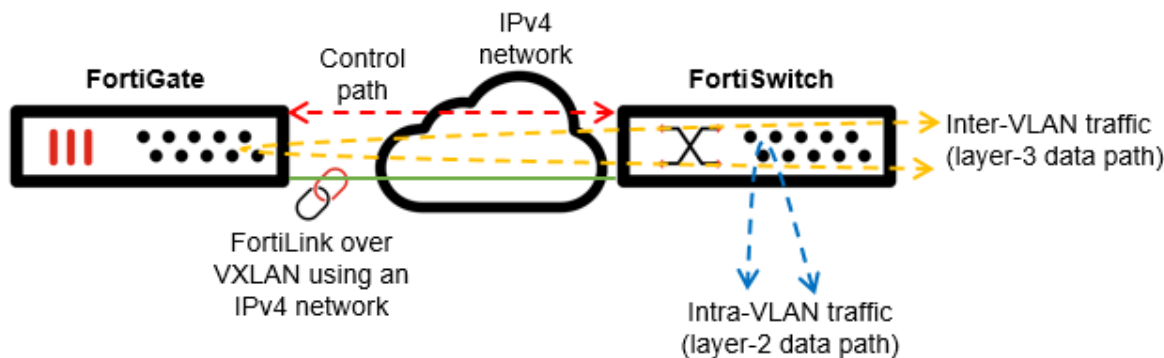 FortiGate
Control
path
IPv4
network
FortiSwitch
Inter-VLAN traffic
(layer-3 data path)
FortiLink over
VXLAN using an
IPv4 network
Intra-VLAN traffic
(layer-2 data path)